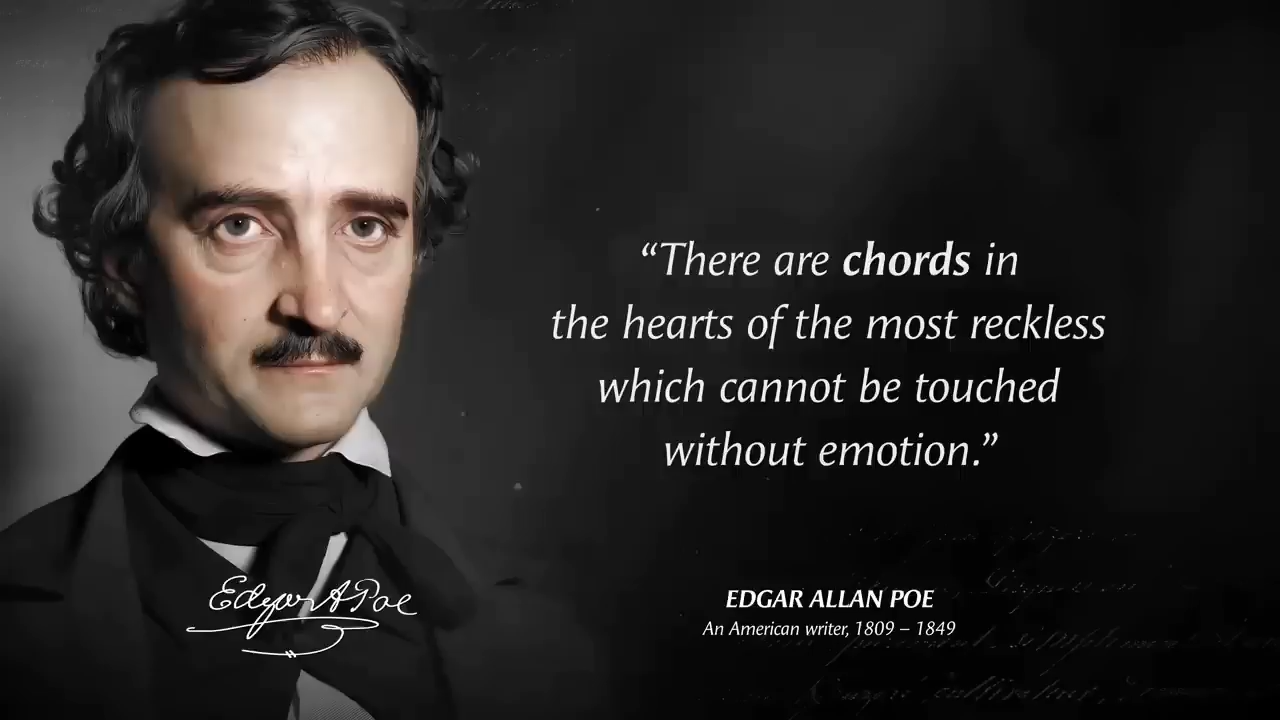 “There are chords in
the hearts of the most reckless
which cannot be touched
without emotion.”
Edgar A Poe
EDGAR ALLAN POE
An American writer, 1809 – 1849